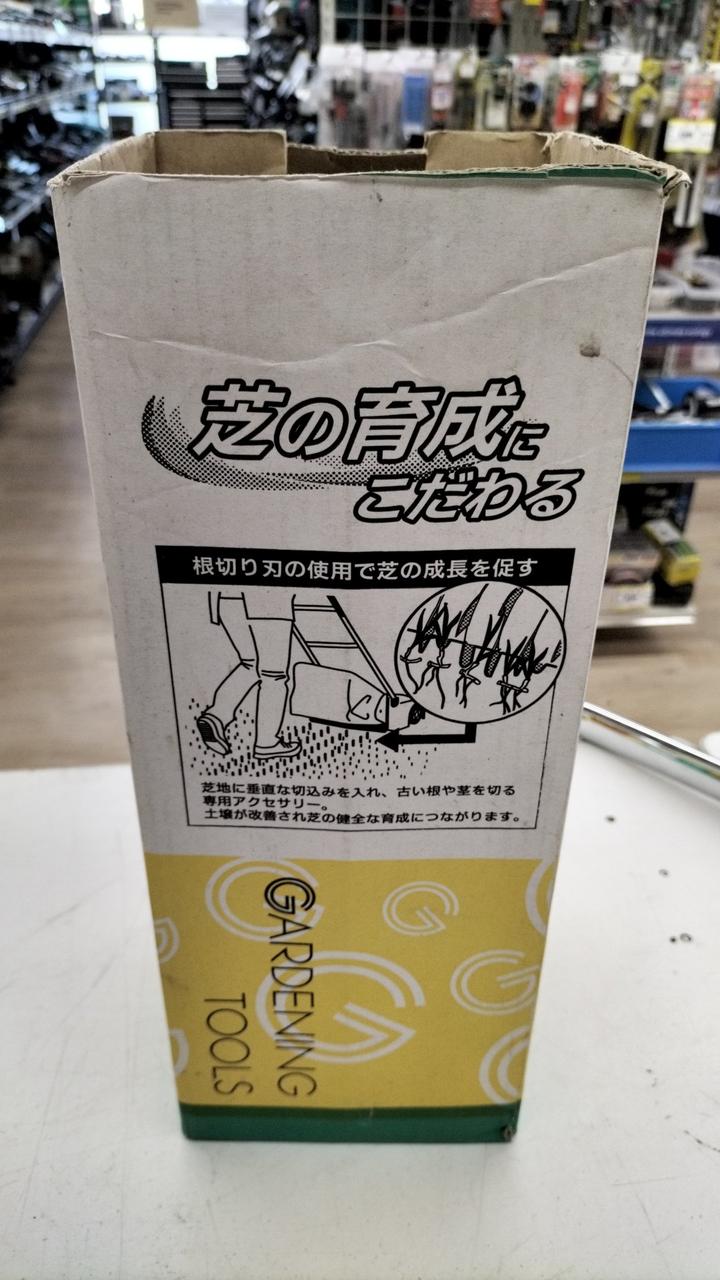 芝の育成に
こだわる
根切り刃の使用で芝の成長を促す
芝地に垂直な切込みを入れ、古い根や茎を切る
専用アクセサリー。
土壌が改善され芝の健全な育成につながります。
GARDENING
TOOLS